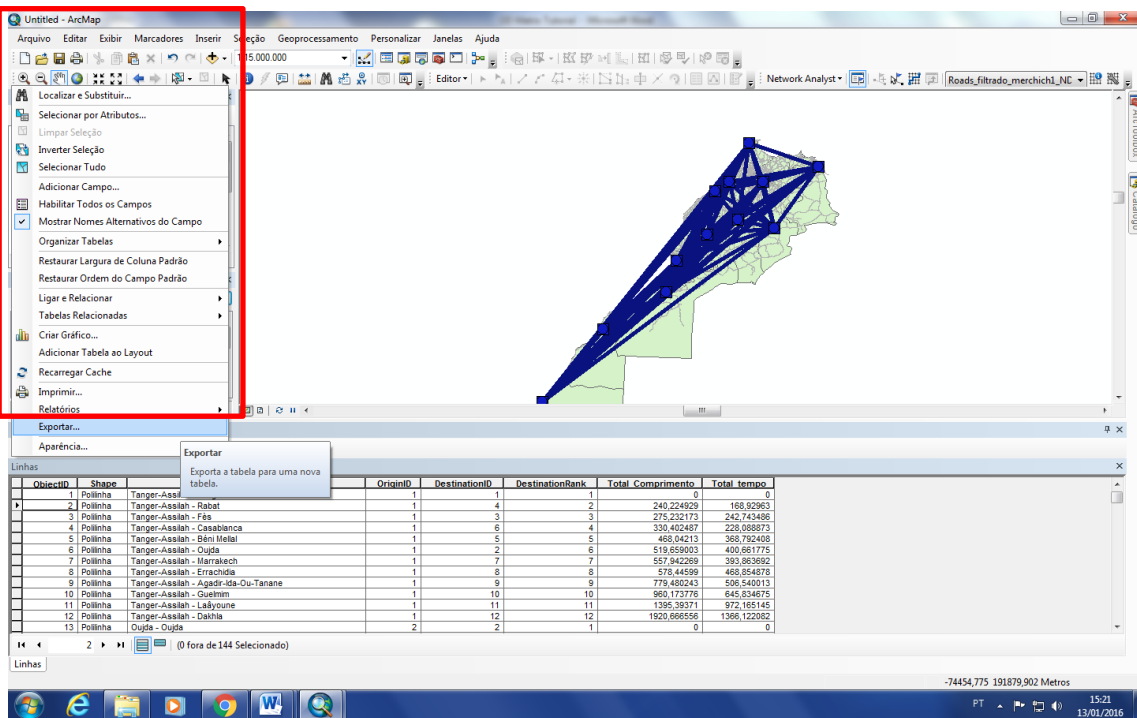 Untitled - ArcMap
Arquivo Editar Exibir Marcadores Inserir Seleção Geoprocessamento Personalizar Janelas Ajuda
Editor
Network Analyst
Roads_filtrado_merchich1_NE
Localizar e Substituir...
Selecionar por Atributos...
Limpar Seleção
Inverter Seleção
Selecionar Tudo
Adicionar Campo...
Habilitar Todos os Campos
Mostrar Nomes Alternativos do Campo
Organizar Tabelas
Restaurar Largura de Coluna Padrão
Restaurar Ordem do Campo Padrão
Ligar e Relacionar
Tabelas Relacionadas
Criar Gráfico...
Adicionar Tabela ao Layout
Recarregar Cache
Imprimir...
Relatórios
Exportar...
Aparência...
Exportar
Exporta a tabela para uma nova
tabela.
ArcToolbox
Catálogo
Linhas
ObjectID Shape OriginID DestinationID DestinationRank Total_Comprimento Total_tempo
1 Polilinha 1 1 1 0 0
2 Polilinha Tanger-Assilah - Rabat 1 4 2 240,224929 168,92963
3 Polilinha Tanger-Assilah - Fès 1 3 3 275,232173 242,743486
4 Polilinha Tanger-Assilah - Casablanca 1 6 4 330,402487 228,088873
5 Polilinha Tanger-Assilah - Béni Mellal 1 5 5 468,04213 368,792408
6 Polilinha Tanger-Assilah - Oujda 1 2 6 519,659003 400,661775
7 Polilinha Tanger-Assilah - Marrakech 1 7 7 557,942269 393,863692
8 Polilinha Tanger-Assilah - Errachidia 1 8 8 578,44599 468,854878
9 Polilinha Tanger-Assilah - Agadir-Ida-Ou-Tanane 1 9 9 779,480243 506,540013
10 Polilinha Tanger-Assilah - Guelmim 1 10 10 960,173776 645,834675
11 Polilinha Tanger-Assilah - Laâyoune 1 11 11 1395,39371 972,165145
12 Polilinha Tanger-Assilah - Dakhla 1 12 12 1920,666556 1366,122082
13 Polilinha Oujda - Oujda 2 2 1 0 0
2 (0 fora de 144 Selecionado)
Linhas
-74454,775 191879,902 Metros
PT 15:21
13/01/2016